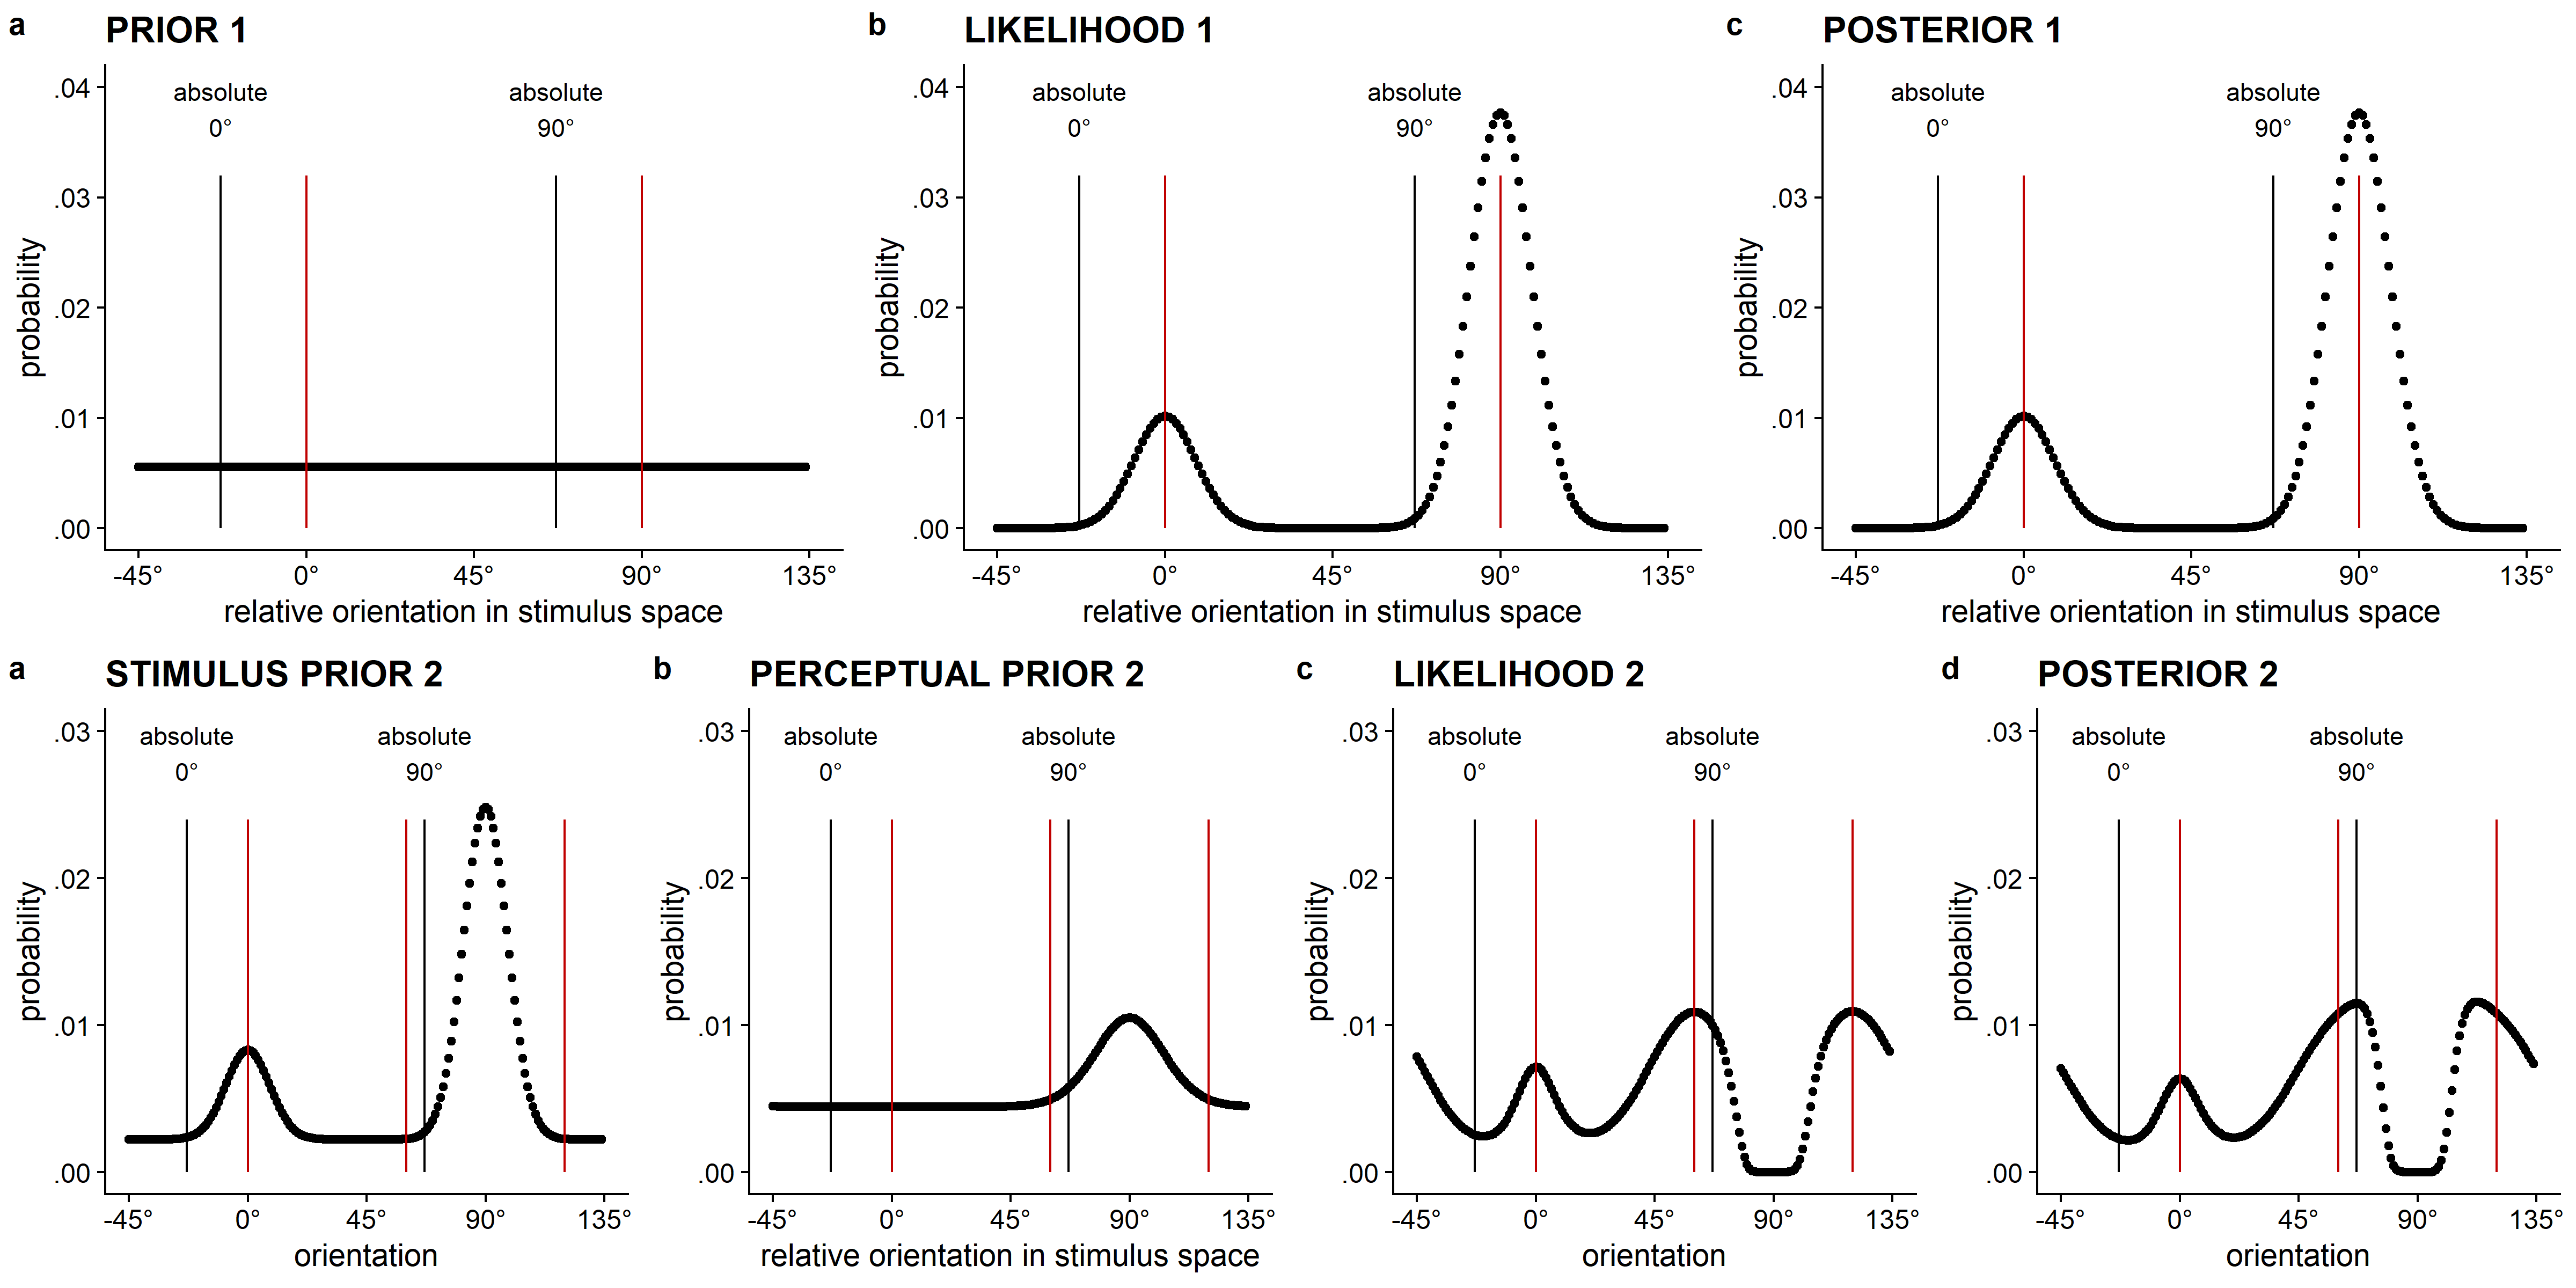 a PRIOR 1
absolute absolute
0° 90°
.04
.03
.02
.01
.00
probability
-45° 0° 45° 90° 135°
relative orientation in stimulus space
b LIKELIHOOD 1
absolute absolute
0° 90°
.04
.03
.02
.01
.00
probability
-45° 0° 45° 90° 135°
relative orientation in stimulus space
c POSTERIOR 1
absolute absolute
0° 90°
.04
.03
.02
.01
.00
probability
-45° 0° 45° 90° 135°
relative orientation in stimulus space
a STIMULUS PRIOR 2
absolute absolute
0° 90°
.03
.02
.01
.00
probability
-45° 0° 45° 90° 135°
orientation
b PERCEPTUAL PRIOR 2
absolute absolute
0° 90°
.03
.02
.01
.00
probability
-45° 0° 45° 90° 135°
relative orientation in stimulus space
c LIKELIHOOD 2
absolute absolute
0° 90°
.03
.02
.01
.00
probability
-45° 0° 45° 90° 135°
orientation
d POSTERIOR 2
absolute absolute
0° 90°
.03
.02
.01
.00
probability
-45° 0° 45° 90° 135°
orientation